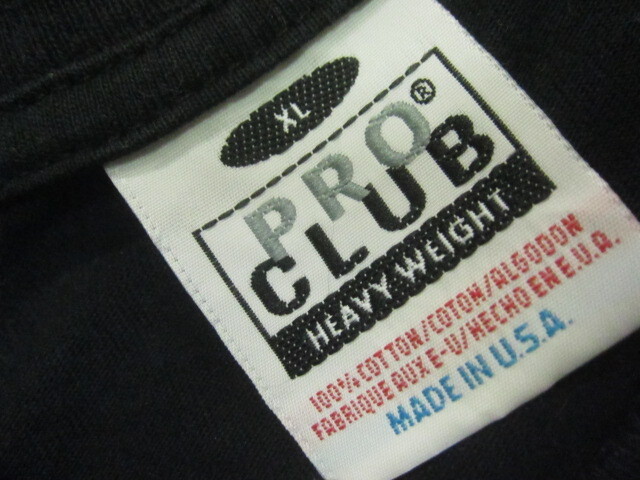 XL
PRO®
CLUB
HEAVY WEIGHT
100% COTTON/COTON/ALGODON
FABRIQUE AUX E-U/HECHO EN E.U.A.
MADE IN U.S.A.